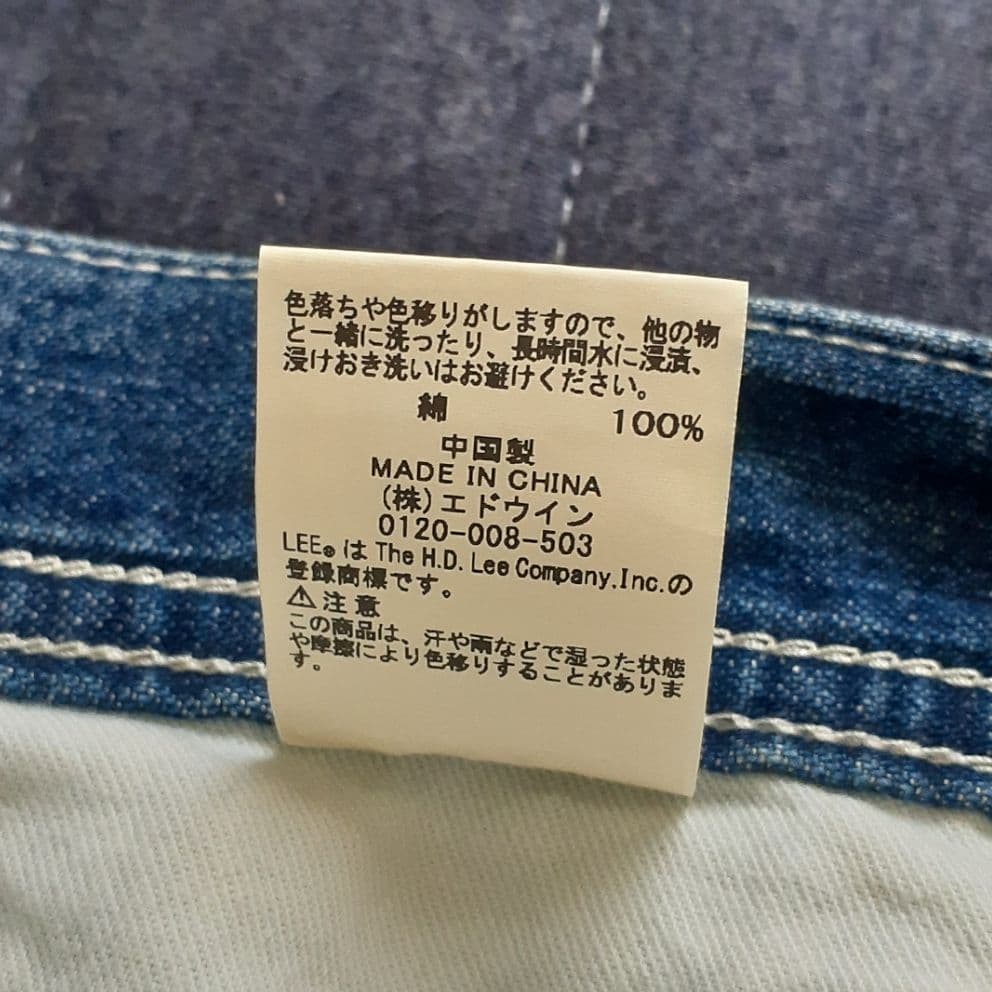 色落ちや色移りがしますので、他の物
と一緒に洗ったり、長時間水に浸漬、
浸けおき洗いはお避けください。
綿 100%
中国製
MADE IN CHINA
(株)エドウイン
0120-008-503
LEE®は The H.D. Lee Company.Inc.の
登録商標です。
⚠注意
この商品は、汗や雨などで湿った状態
や摩擦により色移りすることがありま
す。